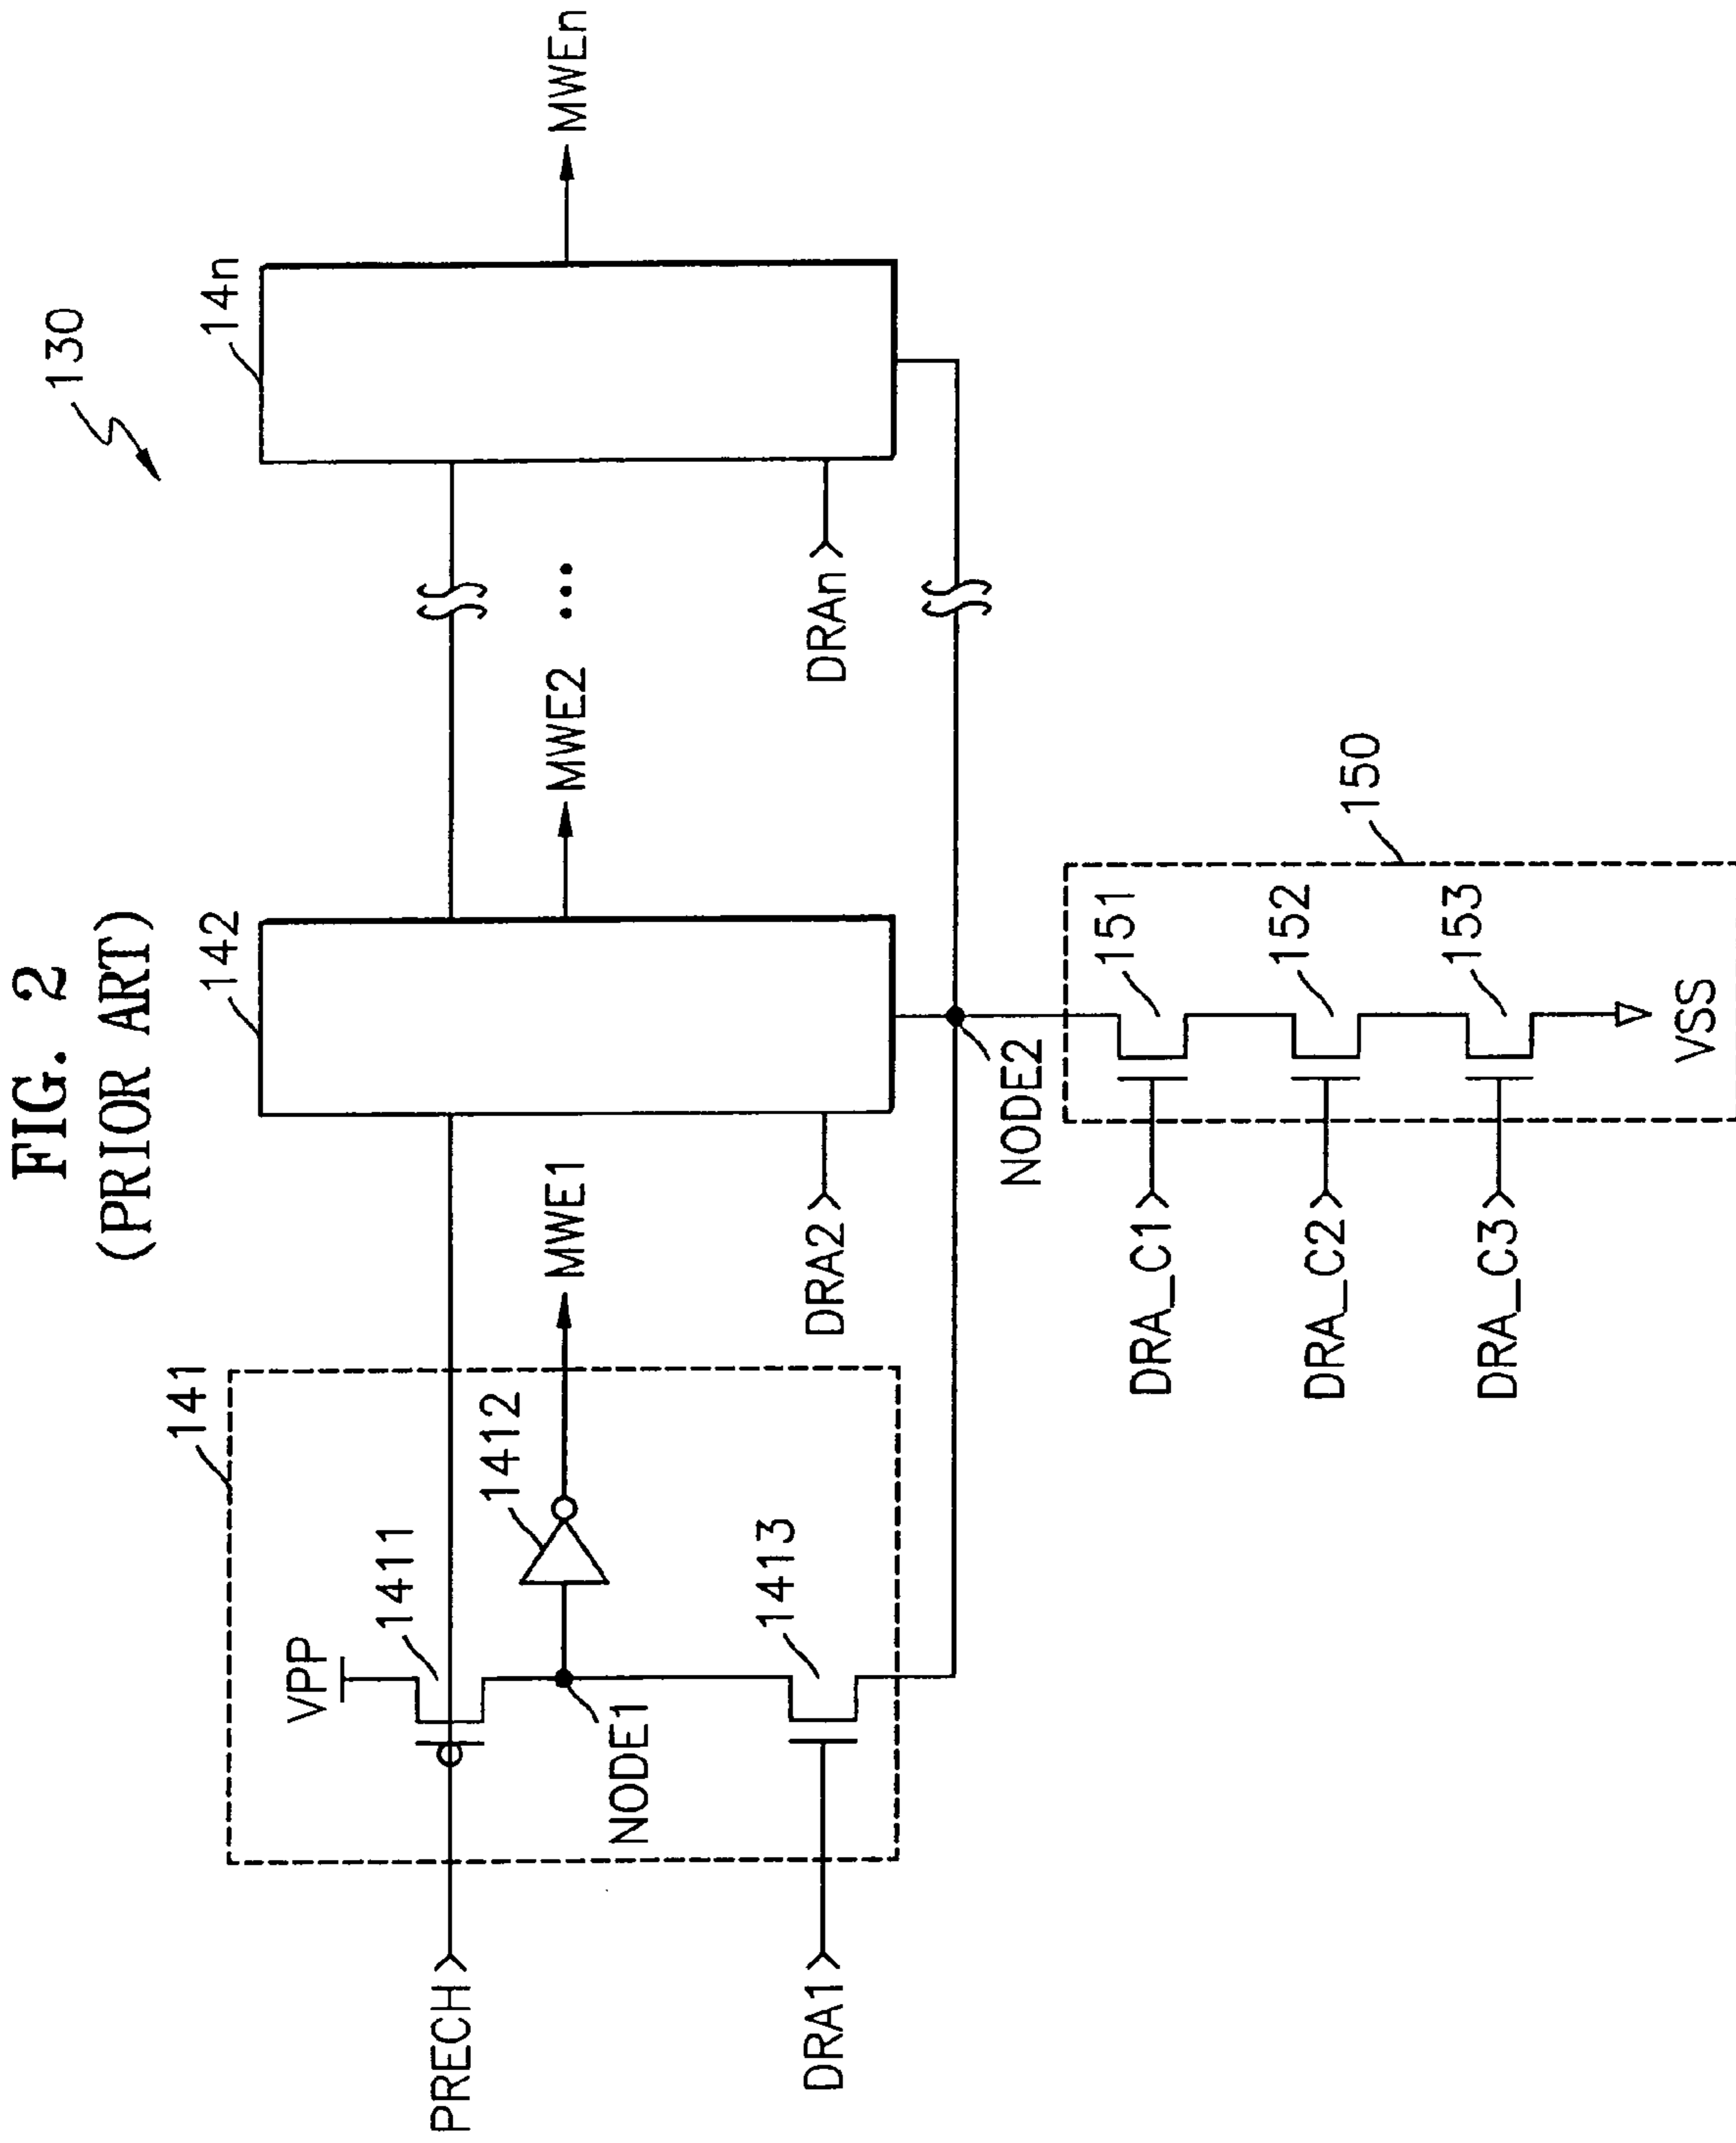 FIG. 2
(PRIOR ART)
130
141
142
14n
VPP
1411
PRECH
1412
MWE1
MWE2
...
MWEn
NODE1
1413
DRA1
DRA2
DRAn
NODE2
150
DRA_C1
151
DRA_C2
152
DRA_C3
153
VSS